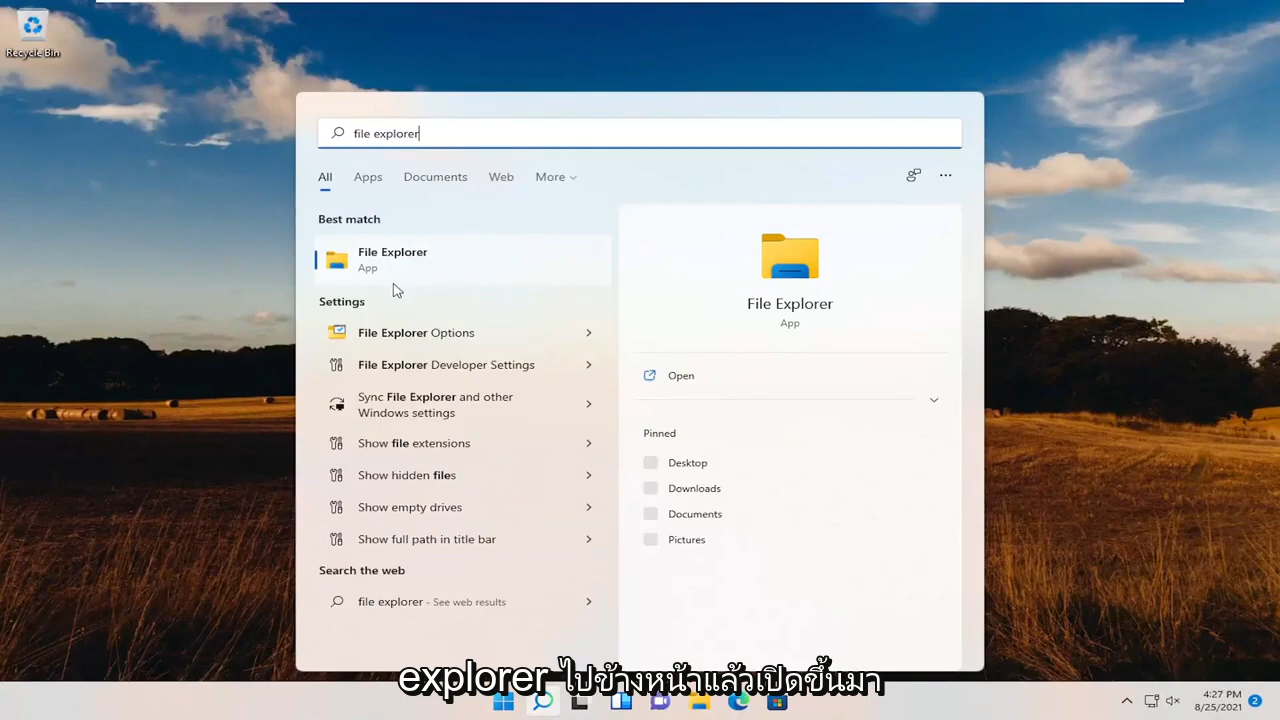 Recycle Bin
file explorer
All Apps Documents Web More
Best match
File Explorer
App
Settings
File Explorer Options
File Explorer Developer Settings
Sync File Explorer and other
Windows settings
Show file extensions
Show hidden files
Show empty drives
Show full path in title bar
Search the web
file explorer - See web results
File Explorer
App
Open
Pinned
Desktop
Downloads
Documents
Pictures
explorer ไปข้างหน้าแล้วเปิดขึ้นมา
4:27 PM
8/25/2021
2